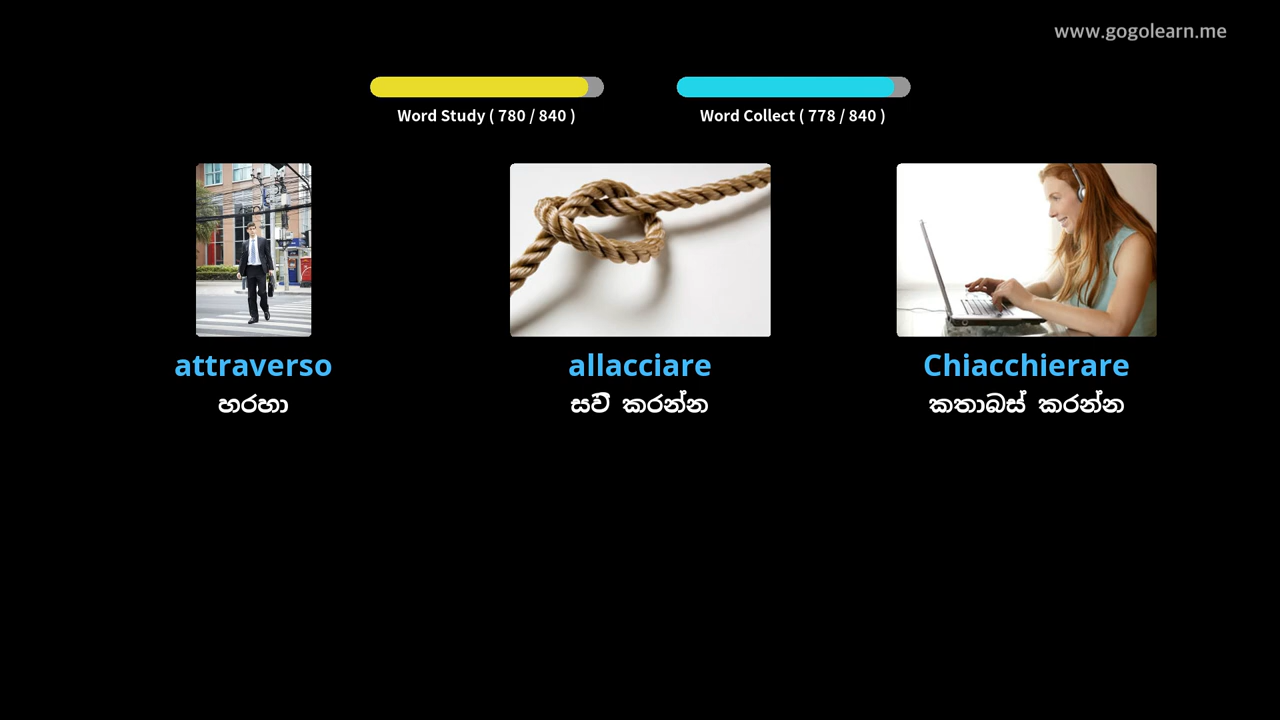 www.gogolearn.me
Word Study ( 780 / 840 )
Word Collect ( 778 / 840 )
attraverso
හරහා
allacciare
සවි කරන්න
Chiacchierare
කතාබස් කරන්න